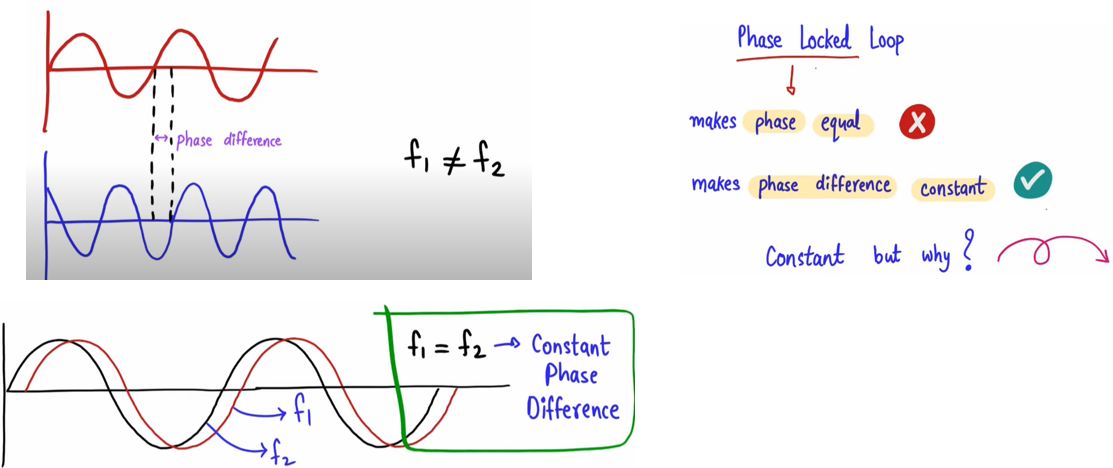 phase difference
f₁ ≠ f₂
Phase Locked Loop
makes phase equal
makes phase difference constant
Constant but why?
f₁ = f₂ → Constant
Phase
Difference
f₁
f₂